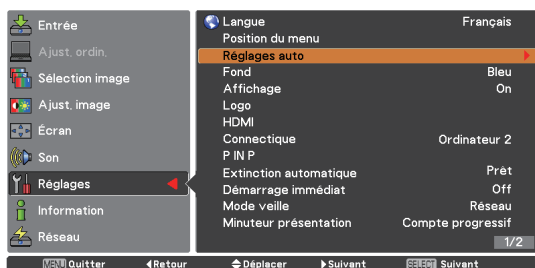 Entrée
Ajust. ordin.
Sélection image
Ajust. image
Écran
Son
Réglages
Information
Réseau
Langue Français
Position du menu
Réglages auto
Fond Bleu
Affichage On
Logo
HDMI
Connectique Ordinateur 2
P IN P
Extinction automatique Prèt
Démarrage immédiat Off
Mode veille Réseau
Minuteur présentation Compte progressif
1/2
MENU Quitter Retour Déplacer Suivant SELECT Suivant